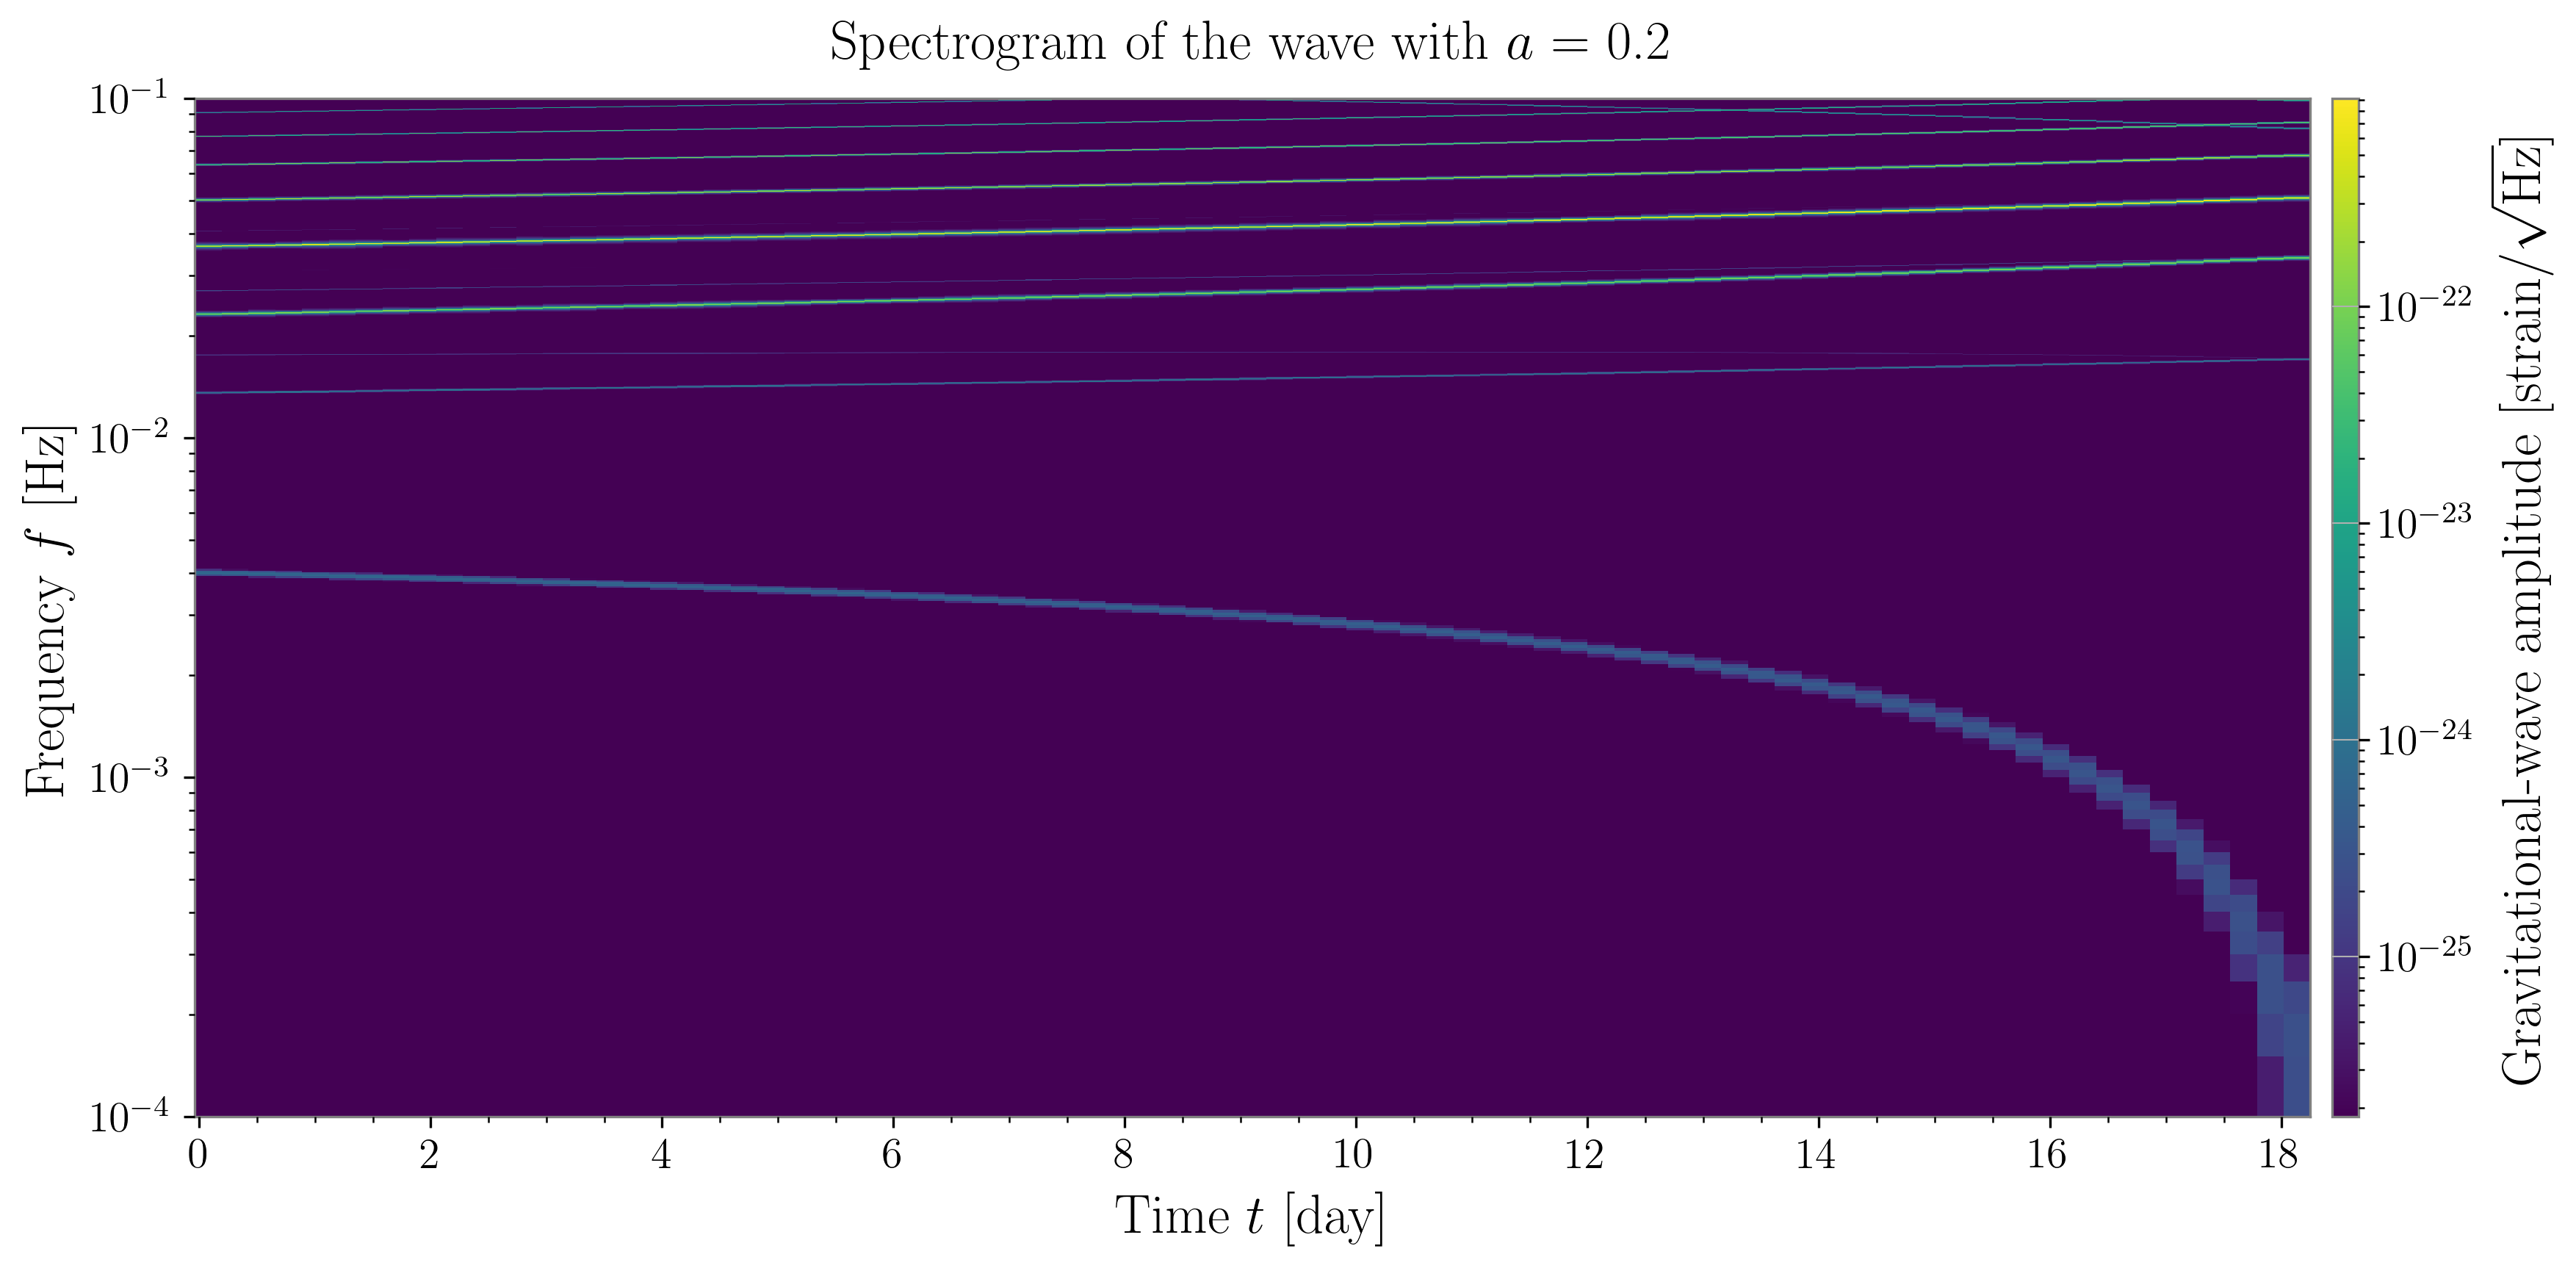 Spectrogram of the wave with a = 0.2
10⁻¹
10⁻²
10⁻³
10⁻⁴
Frequency f [Hz]
0 2 4 6 8 10 12 14 16 18
Time t [day]
10⁻²²
10⁻²³
10⁻²⁴
10⁻²⁵
Gravitational-wave amplitude [strain/√Hz]